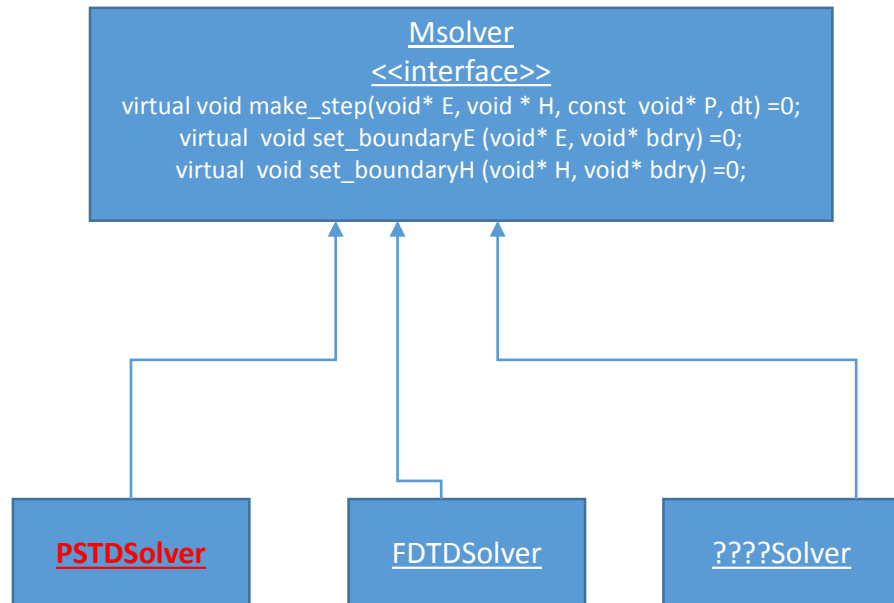 Msolver
<<interface>>
virtual void make_step(void* E, void * H, const  void* P, dt) =0;
virtual  void set_boundaryE (void* E, void* bdry) =0;
virtual  void set_boundaryH (void* H, void* bdry) =0;
PSTDSolver
FDTDSolver
????Solver